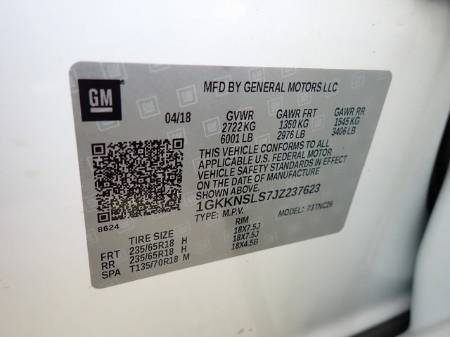 GM
MFD BY GENERAL MOTORS LLC
04/18 GVWR GAWR FRT GAWR RR
2722 KG 1350 KG 1545 KG
6001 LB 2976 LB 3406 LB
THIS VEHICLE CONFORMS TO ALL
APPLICABLE U.S. FEDERAL MOTOR
VEHICLE SAFETY STANDARDS IN
EFFECT ON THE DATE OF MANUFACTURE
SHOWN ABOVE.
1GKKNSLS7JZ237623
TYPE: M.P.V. MODEL: TNC26
8624
TIRE SIZE RIM
FRT 235/65R18 H 18X7.5J
RR 235/65R18 H 18X7.5J
SPA T135/70R18 M 18X4.5B